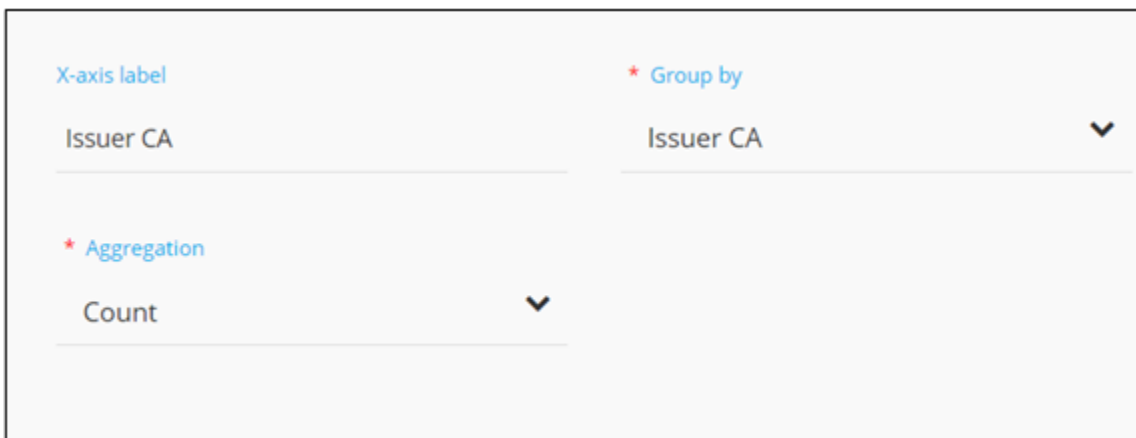 X-axis label
* Group by
Issuer CA
Issuer CA
* Aggregation
Count